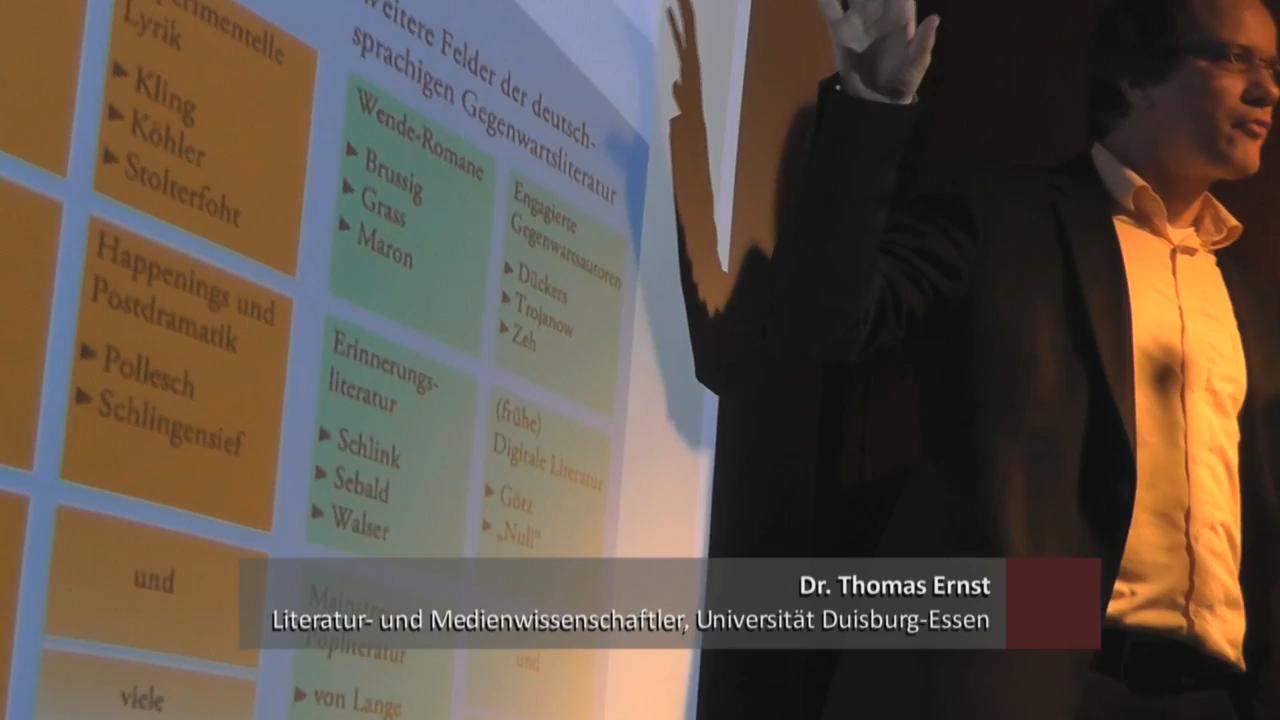 Lyrik
▶ Kling
▶ Köhler
▶ Stolterfoht
Happenings und
Postdramatik
▶ Pollesch
▶ Schlingensief
und
viele
weitere Felder der deutsch-
sprachigen Gegenwartsliteratur
Wende-Romane
▶ Brussig
▶ Grass
▶ Maron
Erinnerungs-
literatur
▶ Schlink
▶ Sebald
▶ Walser
Popliteratur
▶ von Lange
Engagierte
Gegenwartsautoren
▶ Dückers
▶ Trojanow
▶ Zeh
(frühe)
Digitale Literatur
▶ Götz
▶ „Null“
und
Dr. Thomas Ernst
Literatur- und Medienwissenschaftler, Universität Duisburg-Essen